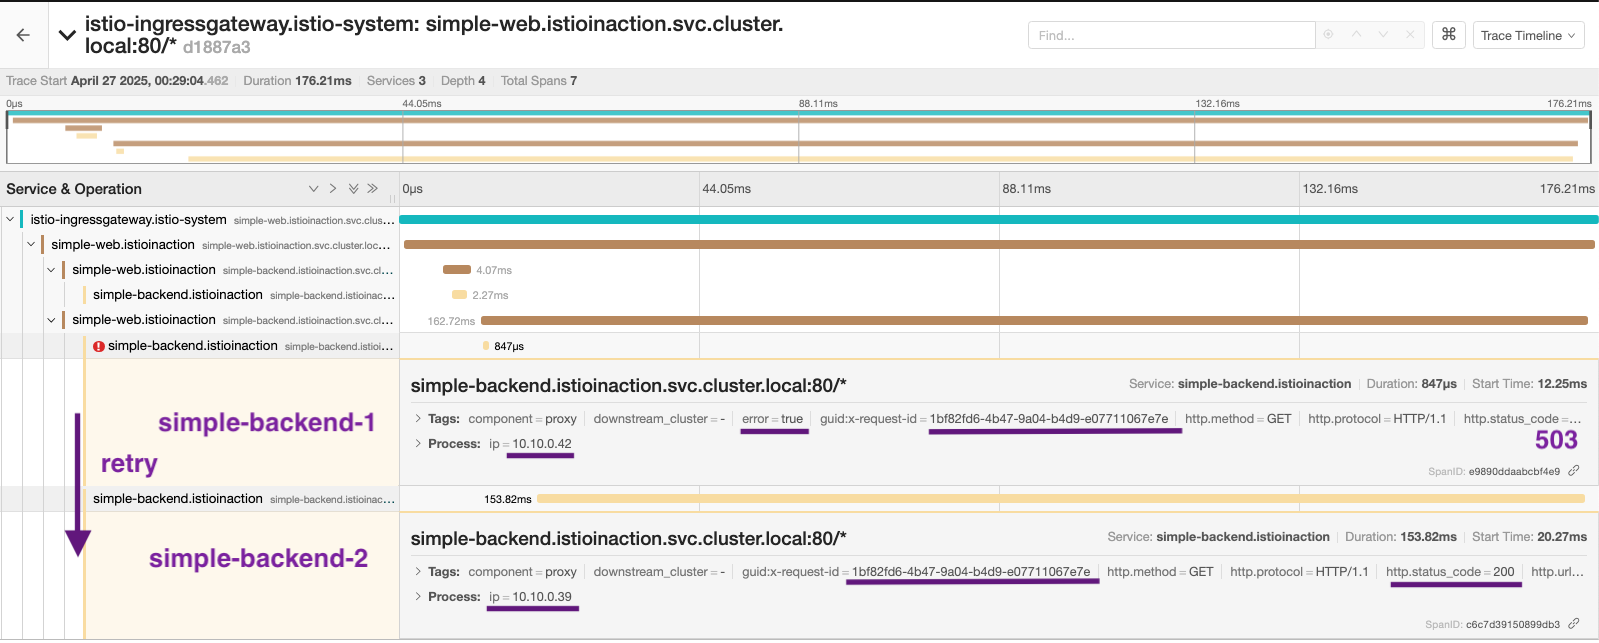 istio-ingressgateway.istio-system: simple-web.istioinaction.svc.cluster.
local:80/* d1887a3
Find...
⌘
Trace Timeline
Trace Start April 27 2025, 00:29:04.462 Duration 176.21ms Services 3 Depth 4 Total Spans 7
0μs 44.05ms 88.11ms 132.16ms 176.21ms
Service & Operation 0μs 44.05ms 88.11ms 132.16ms 176.21ms
istio-ingressgateway.istio-system simple-web.istioinaction.svc.clus...
simple-web.istioinaction simple-web.istioinaction.svc.cluster.loc...
simple-web.istioinaction simple-backend.istioinaction.svc.cl... 4.07ms
simple-backend.istioinaction simple-backend.istioinac... 2.27ms
simple-web.istioinaction simple-backend.istioinaction.svc.cl... 162.72ms
simple-backend.istioinaction simple-backend.istioi... 847μs
simple-backend.istioinaction.svc.cluster.local:80/* Service: simple-backend.istioinaction Duration: 847μs Start Time: 12.25ms
Tags: component = proxy downstream_cluster = - error = true guid:x-request-id = 1bf82fd6-4b47-9a04-b4d9-e07711067e7e http.method = GET http.protocol = HTTP/1.1 http.status_code =...
simple-backend-1
503
Process: ip = 10.10.0.42
retry
SpanID: e9890ddaabcbf4e9
simple-backend.istioinaction simple-backend.istioinac... 153.82ms
simple-backend.istioinaction.svc.cluster.local:80/* Service: simple-backend.istioinaction Duration: 153.82ms Start Time: 20.27ms
simple-backend-2
Tags: component = proxy downstream_cluster = - guid:x-request-id = 1bf82fd6-4b47-9a04-b4d9-e07711067e7e http.method = GET http.protocol = HTTP/1.1 http.status_code = 200 http.url...
Process: ip = 10.10.0.39
SpanID: c6c7d39150899db3